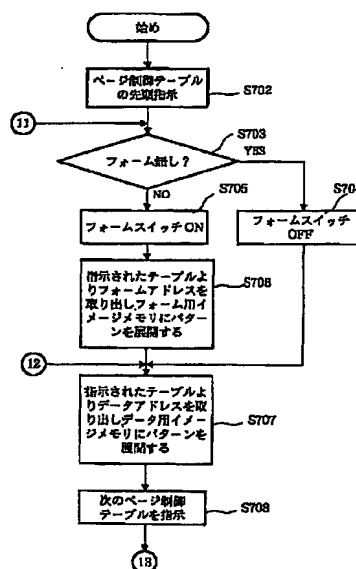 始め
ページ制御テーブル
の先頭指示
S702
11
S703
フォーム無し？
YES
NO
S705
S704
フォームスイッチON
フォームスイッチ
OFF
指示されたテーブルよ
りフォームアドレスを
取り出し,フォーム用イ
メージメモリにパターン
を展開する
S706
12
指示されたテーブルよ
りデータアドレスを取
り出し,データ用イメー
ジメモリにパターンを
展開する
S707
次のページ制御
テーブルを指示
S708
13